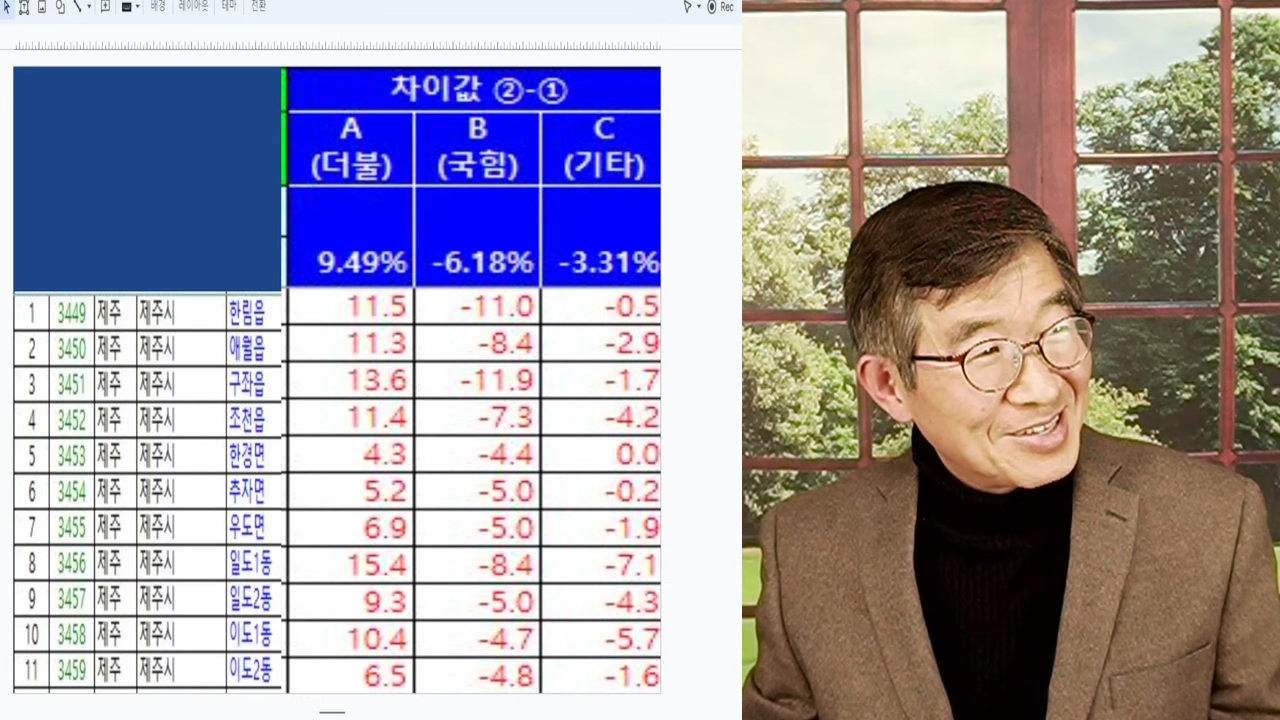 배경 레이아웃 테마 전환 Rec
차이값 ②-①
A B C
(더불) (국힘) (기타)
9.49% -6.18% -3.31%
1 3449 제주 제주시 한림읍 11.5 -11.0 -0.5
2 3450 제주 제주시 애월읍 11.3 -8.4 -2.9
3 3451 제주 제주시 구좌읍 13.6 -11.9 -1.7
4 3452 제주 제주시 조천읍 11.4 -7.3 -4.2
5 3453 제주 제주시 한경면 4.3 -4.4 0.0
6 3454 제주 제주시 추자면 5.2 -5.0 -0.2
7 3455 제주 제주시 우도면 6.9 -5.0 -1.9
8 3456 제주 제주시 일도1동 15.4 -8.4 -7.1
9 3457 제주 제주시 일도2동 9.3 -5.0 -4.3
10 3458 제주 제주시 이도1동 10.4 -4.7 -5.7
11 3459 제주 제주시 이도2동 6.5 -4.8 -1.6